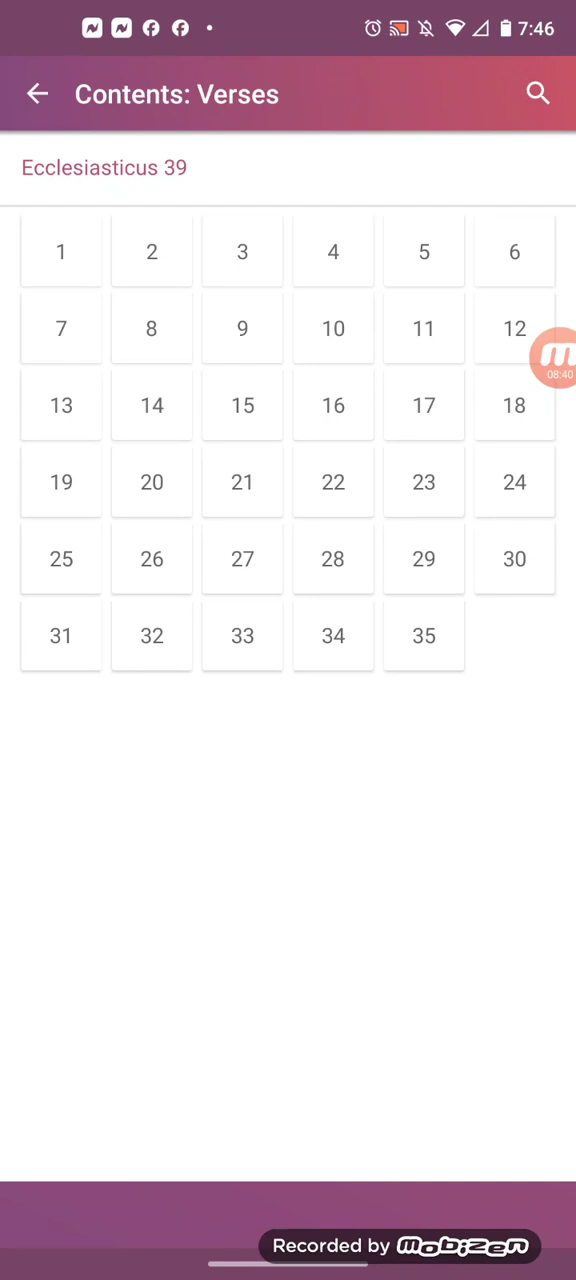 7:46
Contents: Verses
Ecclesiasticus 39
1 2 3 4 5 6
7 8 9 10 11 12
08:40
13 14 15 16 17 18
19 20 21 22 23 24
25 26 27 28 29 30
31 32 33 34 35
Recorded by mobizen